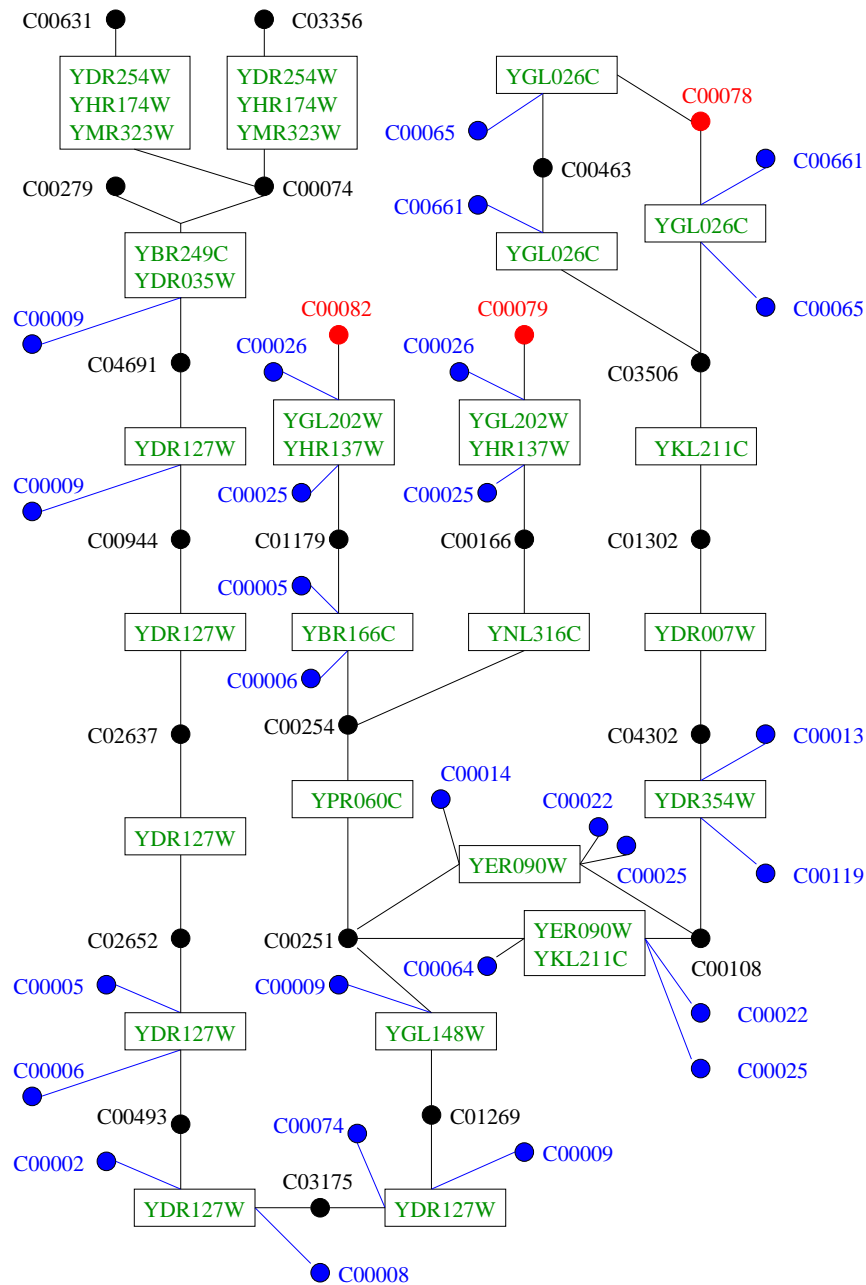 C00631
C03356
YDR254W
YHR174W
YMR323W
YDR254W
YHR174W
YMR323W
YGL026C
C00078
C00065
C00661
C00463
C00279
C00074
C00661
YGL026C
YBR249C
YDR035W
YGL026C
C00065
C00009
C00082
C00079
C00026
C00026
C04691
C03506
YGL202W
YHR137W
YGL202W
YHR137W
YDR127W
YKL211C
C00009
C00025
C00025
C00944
C01179
C00166
C01302
C00005
YDR127W
YBR166C
YNL316C
YDR007W
C00006
C00254
C02637
C04302
C00013
C00014
C00022
YPR060C
YDR354W
YDR127W
YER090W
C00025
C00119
C02652
C00251
YER090W
YKL211C
C00064
C00108
C00005
C00009
C00022
YDR127W
YGL148W
C00006
C00025
C00493
C00074
C01269
C00002
C00009
C03175
YDR127W
YDR127W
C00008